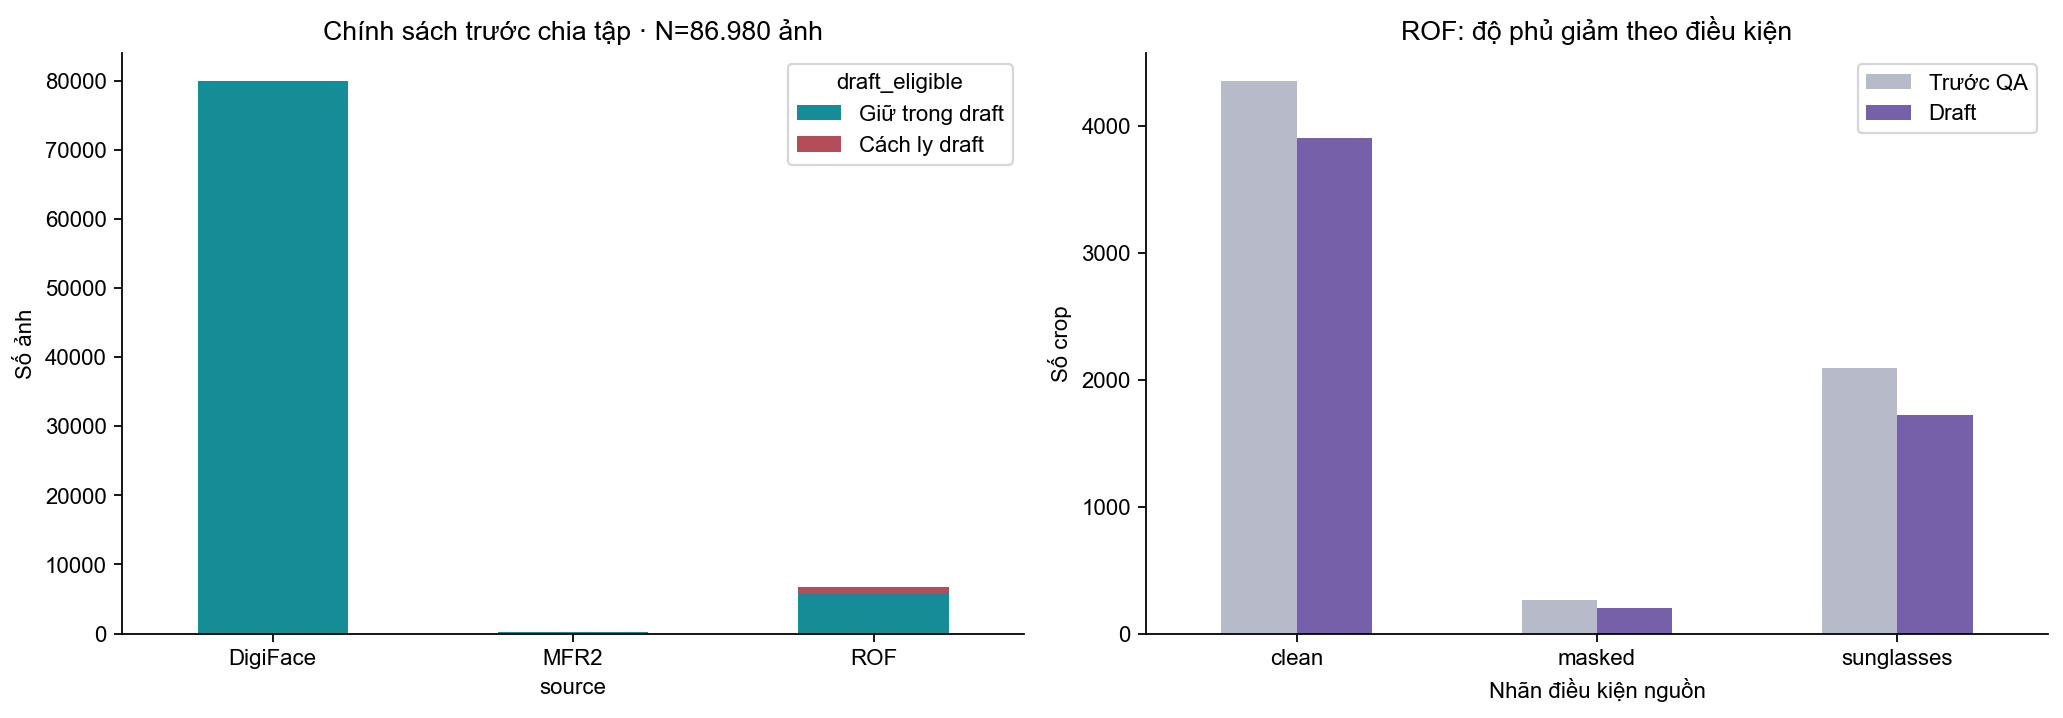 Chính sách trước chia tập · N=86.980 ảnh
draft_eligible
Giữ trong draft
Cách ly draft
Số ảnh
80000
70000
60000
50000
40000
30000
20000
10000
0
DigiFace
MFR2
ROF
source
ROF: độ phủ giảm theo điều kiện
Trước QA
Draft
Số crop
4000
3000
2000
1000
0
clean
masked
sunglasses
Nhãn điều kiện nguồn